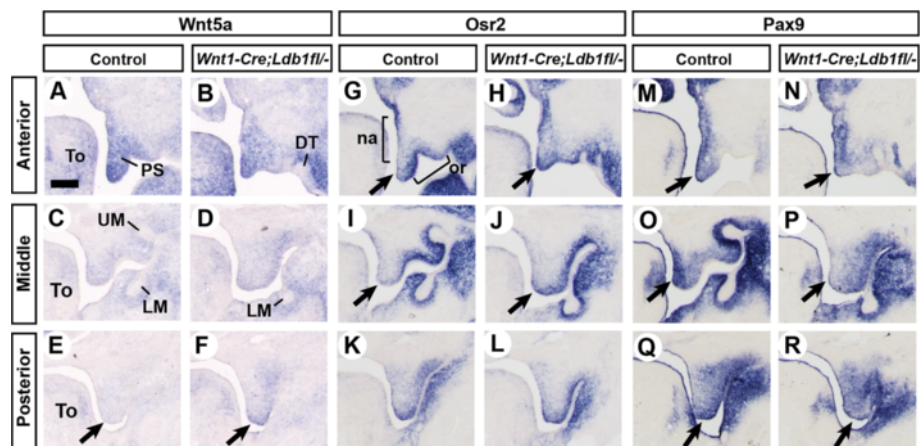 Wnt5a Osr2 Pax9
Control Wnt1-Cre;Ldb1fl/- Control Wnt1-Cre;Ldb1fl/- Control Wnt1-Cre;Ldb1fl/-
Anterior
A B G H M N
na
DT
To PS or
Middle
C D I J O P
UM
To LM LM
Posterior
E F K L Q R
To